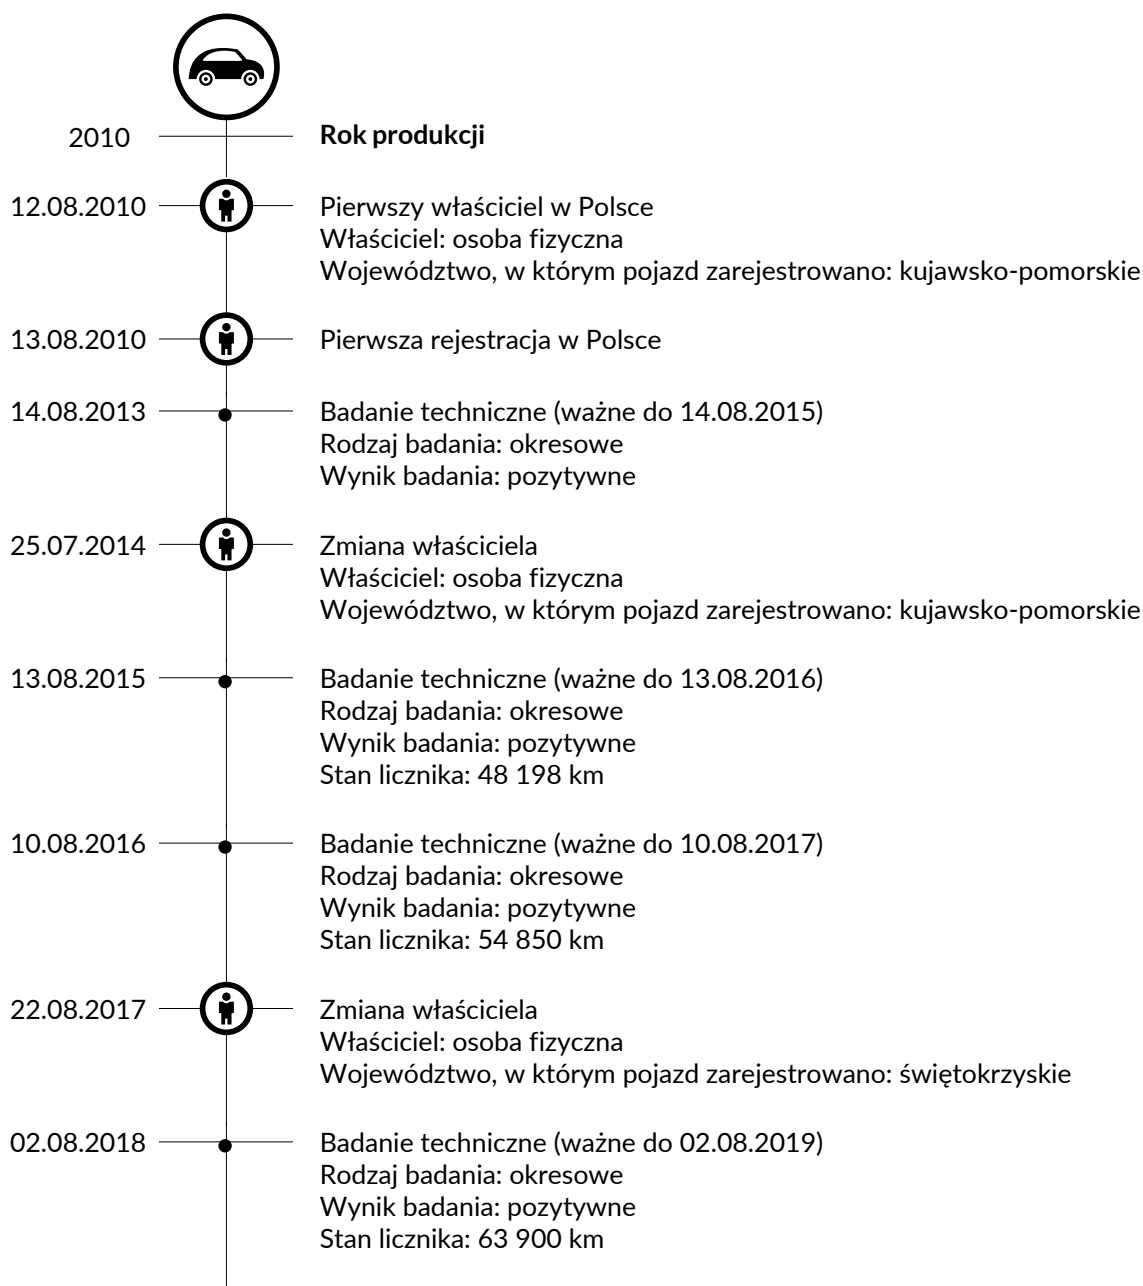 2010 Rok produkcji
12.08.2010 Pierwszy właściciel w Polsce
Właściciel: osoba fizyczna
Województwo, w którym pojazd zarejestrowano: kujawsko-pomorskie
13.08.2010 Pierwsza rejestracja w Polsce
14.08.2013 Badanie techniczne (ważne do 14.08.2015)
Rodzaj badania: okresowe
Wynik badania: pozytywne
25.07.2014 Zmiana właściciela
Właściciel: osoba fizyczna
Województwo, w którym pojazd zarejestrowano: kujawsko-pomorskie
13.08.2015 Badanie techniczne (ważne do 13.08.2016)
Rodzaj badania: okresowe
Wynik badania: pozytywne
Stan licznika: 48 198 km
10.08.2016 Badanie techniczne (ważne do 10.08.2017)
Rodzaj badania: okresowe
Wynik badania: pozytywne
Stan licznika: 54 850 km
22.08.2017 Zmiana właściciela
Właściciel: osoba fizyczna
Województwo, w którym pojazd zarejestrowano: świętokrzyskie
02.08.2018 Badanie techniczne (ważne do 02.08.2019)
Rodzaj badania: okresowe
Wynik badania: pozytywne
Stan licznika: 63 900 km